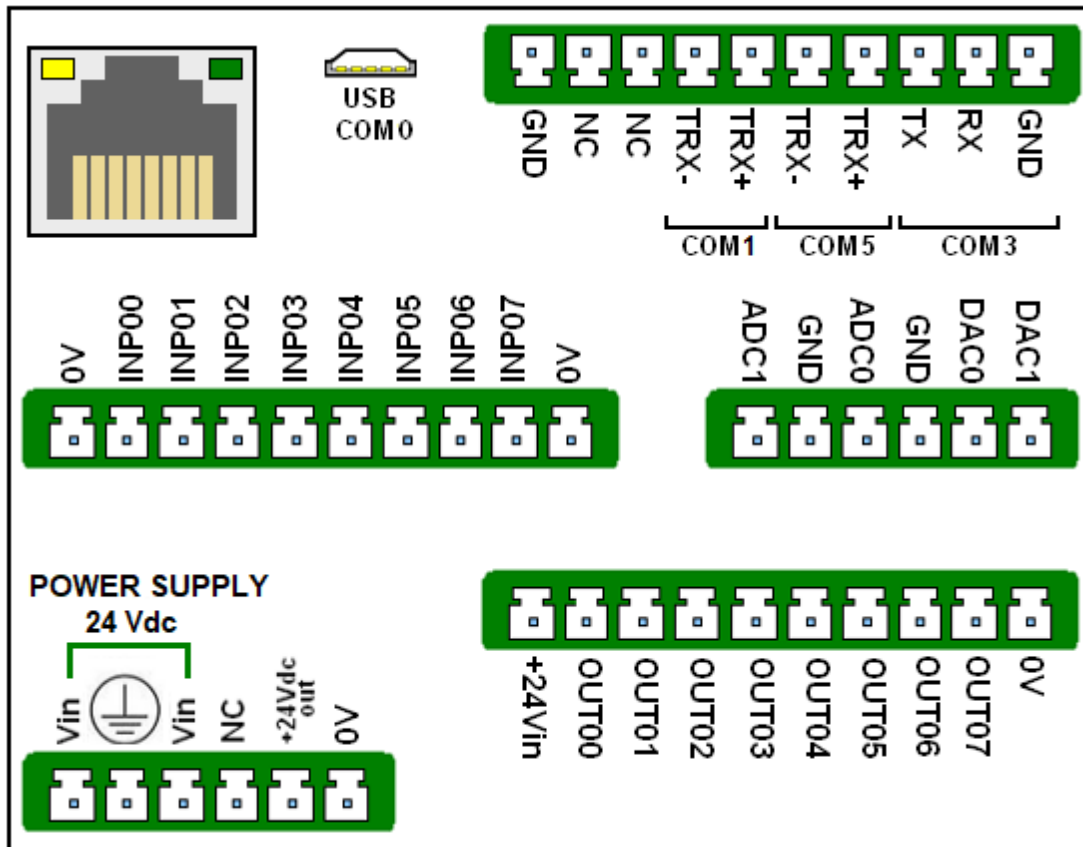 USB
COM0
GND NC NC TRX- TRX+ TRX- TRX+ TX RX GND
COM1 COM5 COM3
0V INP00 INP01 INP02 INP03 INP04 INP05 INP06 INP07 0V
ADC1 GND ADC0 GND DAC0 DAC1
POWER SUPPLY
24 Vdc
Vin Vin NC +24Vdc out 0V
+24Vin OUT00 OUT01 OUT02 OUT03 OUT04 OUT05 OUT06 OUT07 0V